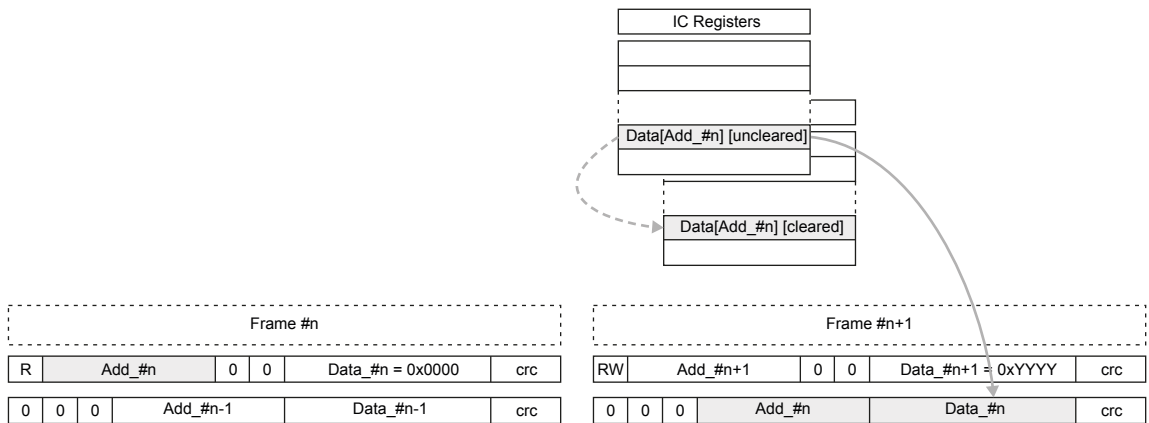 IC Registers
Data[Add_#n] [uncleared]
Data[Add_#n] [cleared]
Frame #n
R Add_#n 0 0 Data_#n = 0x0000 crc
0 0 0 Add_#n-1 Data_#n-1 crc
Frame #n+1
RW Add_#n+1 0 0 Data_#n+1 = 0xYYYY crc
0 0 0 Add_#n Data_#n crc